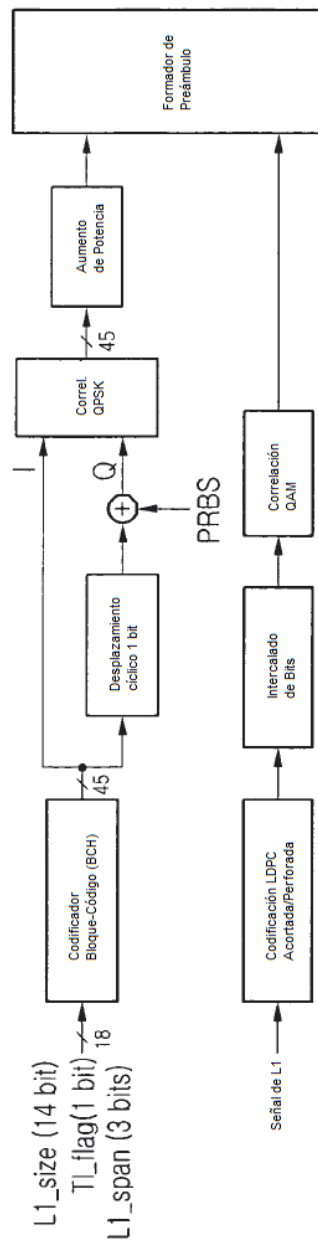 L1_size (14 bit)
TI_flag(1 bit)
L1_span (3 bits)
18
Codificador
Bloque-Código (BCH)
45
Desplazamiento
cíclico 1 bit
PRBS
I
Q
Correl.
QPSK
45
Aumento
de Potencia
Formador de
Preámbulo
Señal de L1
Codificación LDPC
Acortada/Perforada
Intercalado
de Bits
Correlación
QAM